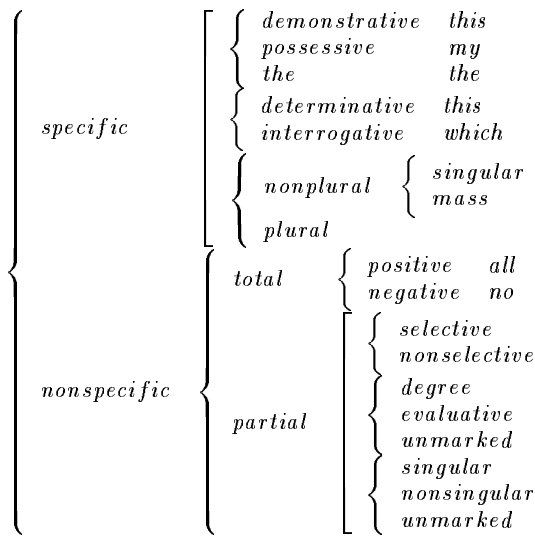 demonstrative this
possessive my
the the
determinative this
specific
interrogative which
singular
nonplural
mass
plural
positive all
total
negative no
selective
nonselective
nonspecific
degree
evaluative
partial
unmarked
singular
nonsingular
unmarked